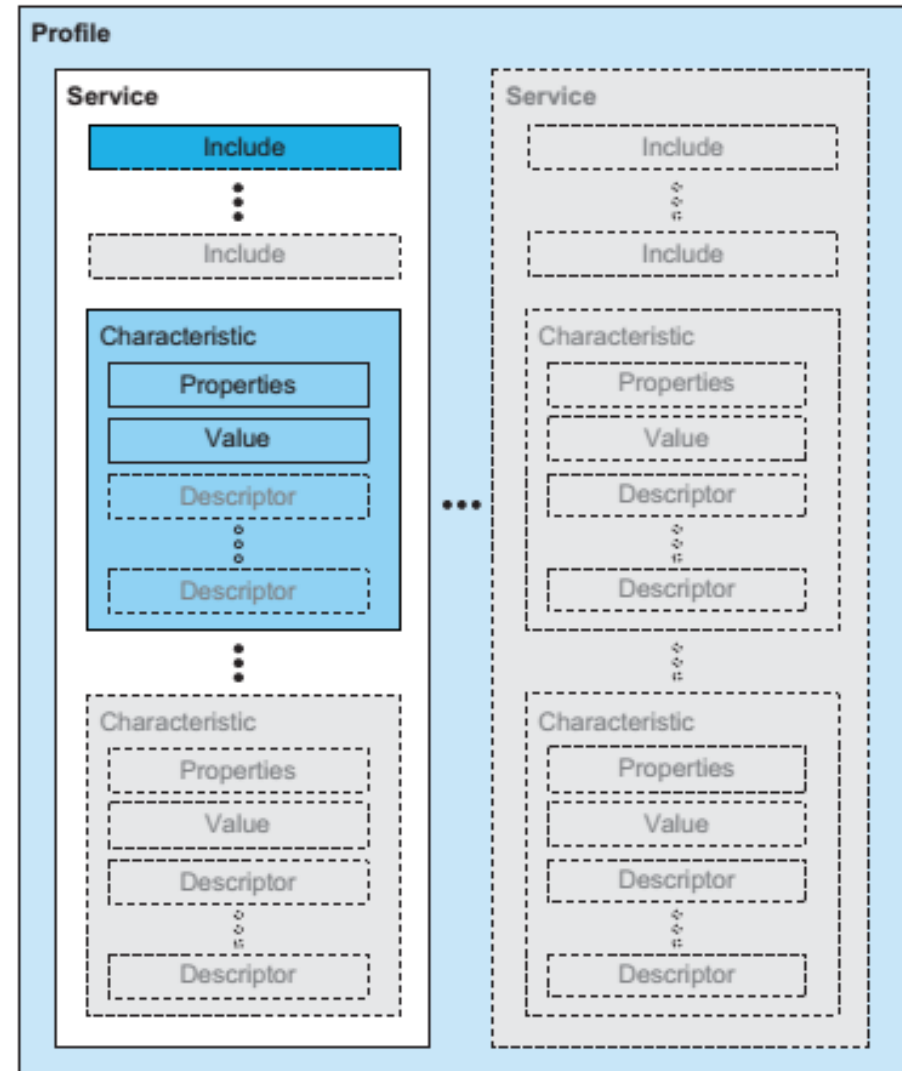 Profile
Service
Include
Include
Characteristic
Properties
Value
Descriptor
Descriptor
Characteristic
Properties
Value
Descriptor
Descriptor
Service
Include
Include
Characteristic
Properties
Value
Descriptor
Descriptor
Characteristic
Properties
Value
Descriptor
Descriptor